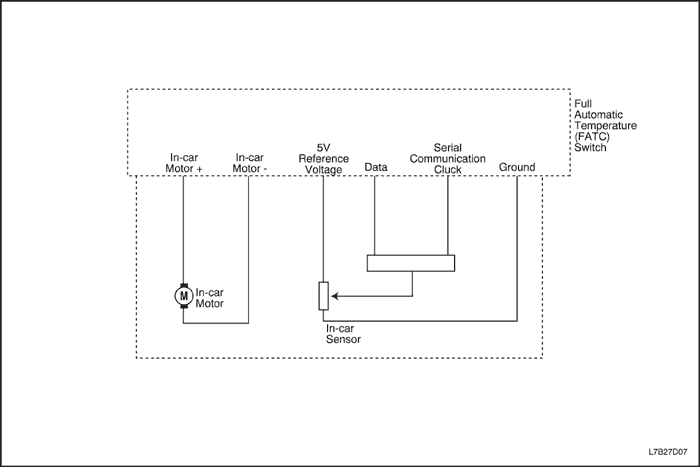 Full
Automatic
Temperature
(FATC)
Switch
In-car
Motor +
In-car
Motor -
5V
Reference
Voltage
Data
Serial
Communication
Cluck
Ground
M
In-car
Motor
In-car
Sensor
L7B27D07